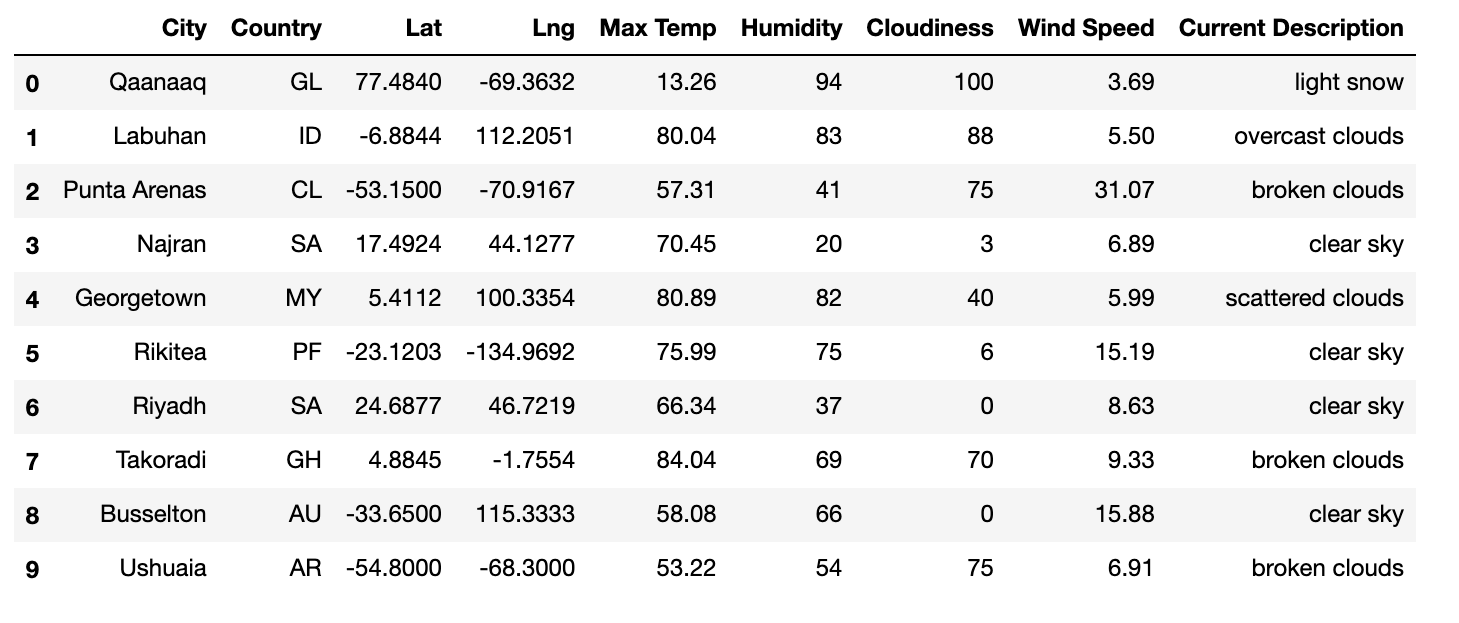 City Country Lat Lng Max Temp Humidity Cloudiness Wind Speed Current Description
0 Qaanaaq GL 77.4840 -69.3632 13.26 94 100 3.69 light snow
1 Labuhan ID -6.8844 112.2051 80.04 83 88 5.50 overcast clouds
2 Punta Arenas CL -53.1500 -70.9167 57.31 41 75 31.07 broken clouds
3 Najran SA 17.4924 44.1277 70.45 20 3 6.89 clear sky
4 Georgetown MY 5.4112 100.3354 80.89 82 40 5.99 scattered clouds
5 Rikitea PF -23.1203 -134.9692 75.99 75 6 15.19 clear sky
6 Riyadh SA 24.6877 46.7219 66.34 37 0 8.63 clear sky
7 Takoradi GH 4.8845 -1.7554 84.04 69 70 9.33 broken clouds
8 Busselton AU -33.6500 115.3333 58.08 66 0 15.88 clear sky
9 Ushuaia AR -54.8000 -68.3000 53.22 54 75 6.91 broken clouds